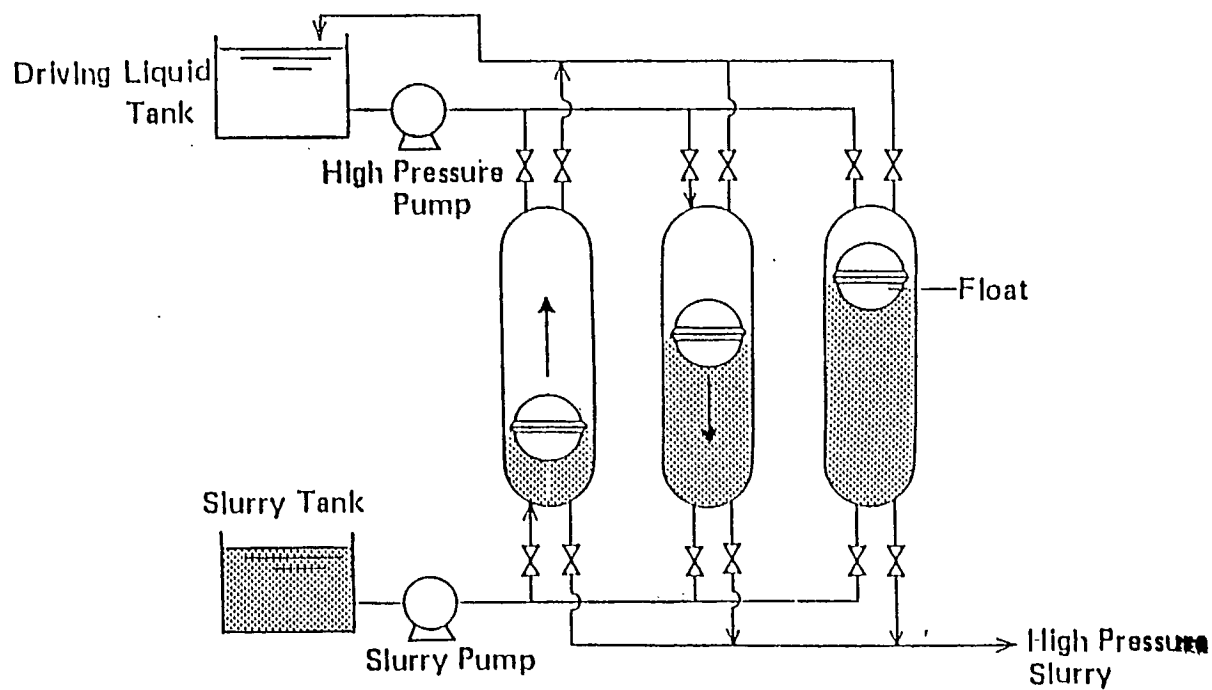 Driving Liquid
Tank
High Pressure
Pump
Float
Slurry Tank
Slurry Pump
High Pressure
Slurry